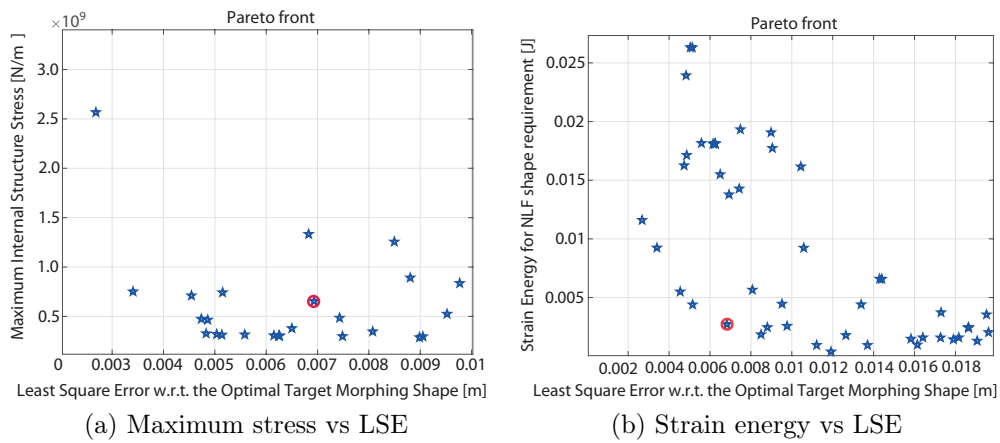 Pareto front
×10⁹
Maximum Internal Structure Stress [N/m ]
3.0
2.5
2.0
1.5
1.0
0.5
0.002 0.003 0.004 0.005 0.006 0.007 0.008 0.009 0.01
Least Square Error w.r.t. the Optimal Target Morphing Shape [m]
(a) Maximum stress vs LSE
Pareto front
Strain Energy for NLF shape requirement [J]
0.025
0.02
0.015
0.01
0.005
0.002 0.004 0.006 0.008 0.01 0.012 0.014 0.016 0.018
Least Square Error w.r.t. the Optimal Target Morphing Shape [m]
(b) Strain energy vs LSE